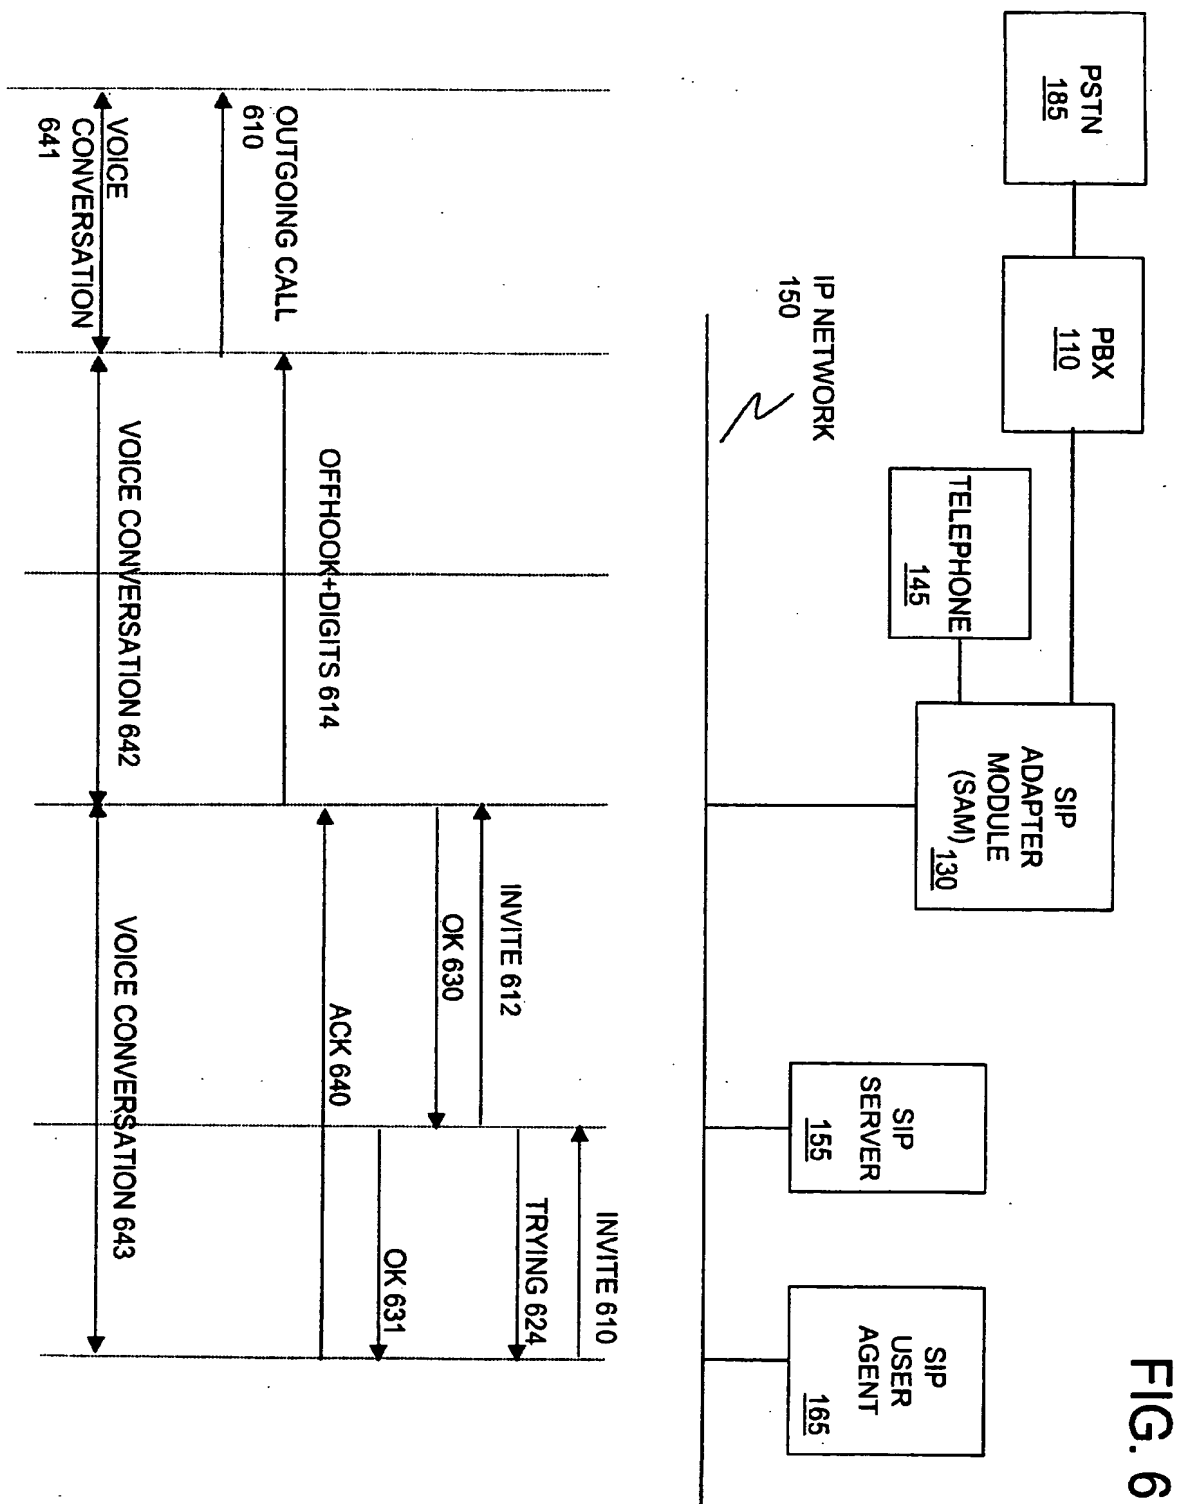 FIG. 6
PSTN
185
PBX
110
TELEPHONE
145
SIP
ADAPTER
MODULE
(SAM)
130
SIP
SERVER
155
SIP
USER
AGENT
165
IP NETWORK
150
INVITE 610
TRYING 624
INVITE 612
OK 630
OK 631
ACK 640
OFFHOOK+DIGITS 614
OUTGOING CALL
610
VOICE
CONVERSATION
641
VOICE CONVERSATION 642
VOICE CONVERSATION 643